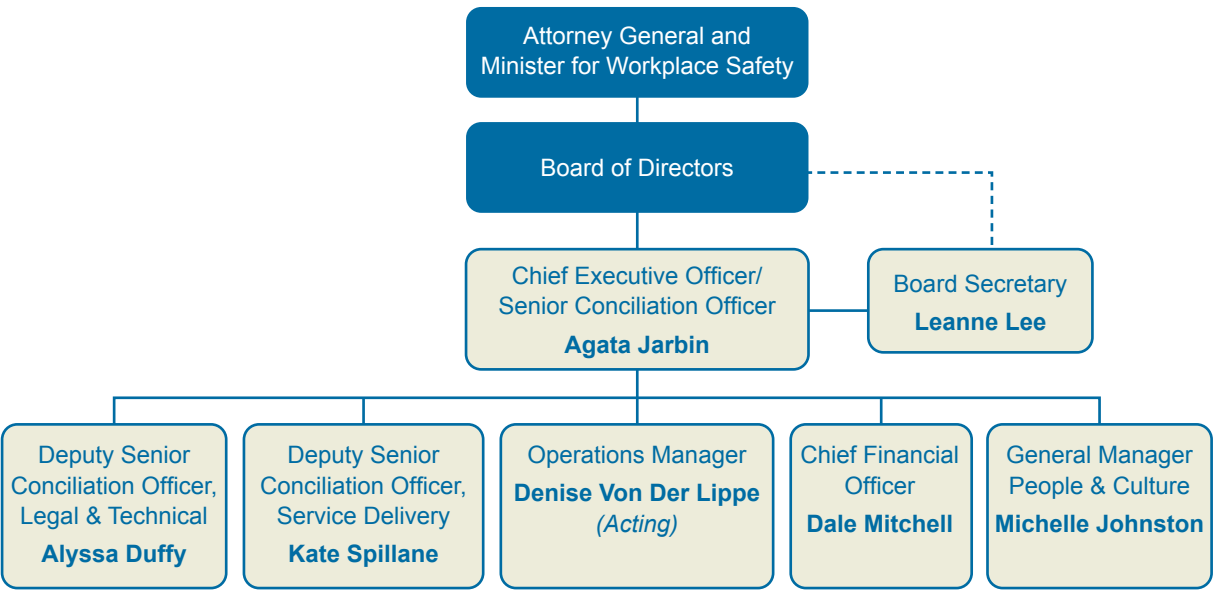 Attorney General and
Minister for Workplace Safety
Board of Directors
Chief Executive Officer/
Senior Conciliation Officer
Agata Jarbin
Board Secretary
Leanne Lee
Deputy Senior
Conciliation Officer,
Legal & Technical
Alyssa Duffy
Deputy Senior
Conciliation Officer,
Service Delivery
Kate Spillane
Operations Manager
Denise Von Der Lippe
(Acting)
Chief Financial
Officer
Dale Mitchell
General Manager
People & Culture
Michelle Johnston